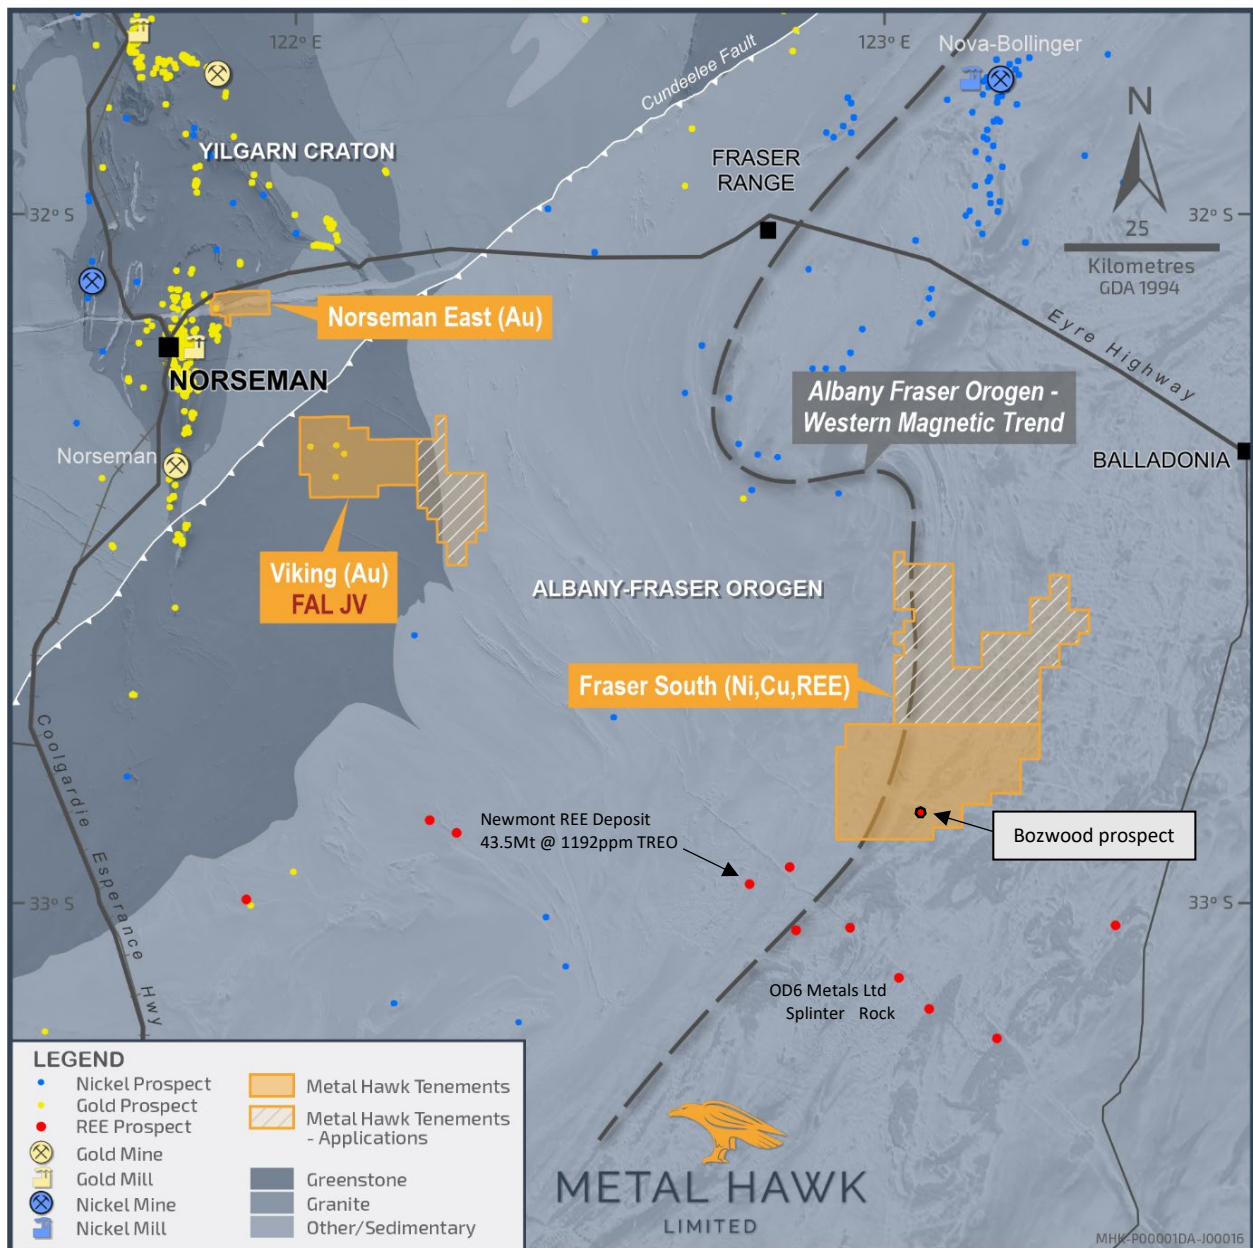 122° E
123° E
Nova-Bollinger
Cundeelee Fault
N
YILGARN CRATON
FRASER
RANGE
32° S
32° S
25
Kilometres
GDA 1994
Norseman East (Au)
Eyre Highway
NORSEMAN
Albany Fraser Orogen -
Western Magnetic Trend
Norseman
BALLADONIA
Viking (Au)
FAL JV
ALBANY-FRASER OROGEN
Fraser South (Ni,Cu,REE)
Coolgardie Esperance Hwy
Newmont REE Deposit
43.5Mt @ 1192ppm TREO
Bozwood prospect
33° S
33° S
OD6 Metals Ltd
Splinter Rock
LEGEND
Nickel Prospect
Gold Prospect
REE Prospect
Gold Mine
Gold Mill
Nickel Mine
Nickel Mill
Metal Hawk Tenements
Metal Hawk Tenements
- Applications
Greenstone
Granite
Other/Sedimentary
METAL HAWK
LIMITED
MHK-P00001DA-J00016